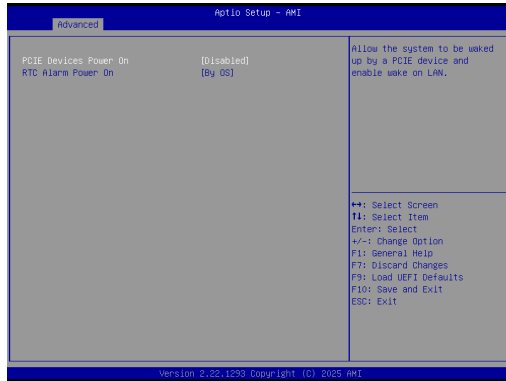 Aptio Setup - AMI
Advanced
PCIE Devices Power On [Disabled]
RTC Alarm Power On [By OS]
Allow the system to be waked
up by a PCIE device and
enable wake on LAN.
↔: Select Screen
↑↓: Select Item
Enter: Select
+/-: Change Option
F1: General Help
F7: Discard Changes
F9: Load UEFI Defaults
F10: Save and Exit
ESC: Exit
Version 2.22.1293 Copyright (C) 2025 AMI